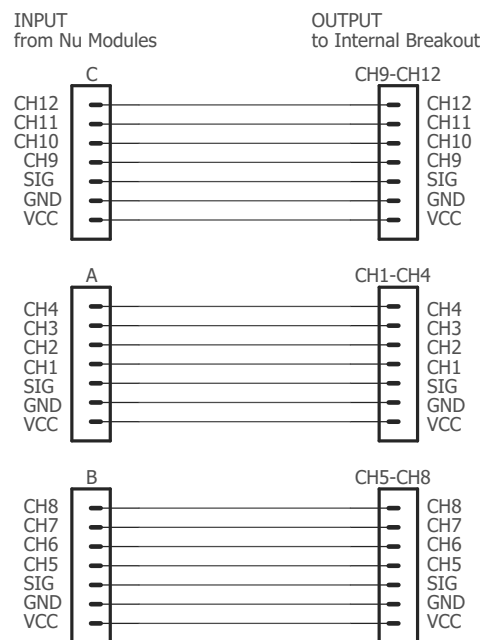 INPUT
from Nu Modules
OUTPUT
to Internal Breakout
C
CH9-CH12
CH12
CH11
CH10
CH9
SIG
GND
VCC
CH12
CH11
CH10
CH9
SIG
GND
VCC
A
CH1-CH4
CH4
CH3
CH2
CH1
SIG
GND
VCC
CH4
CH3
CH2
CH1
SIG
GND
VCC
B
CH5-CH8
CH8
CH7
CH6
CH5
SIG
GND
VCC
CH8
CH7
CH6
CH5
SIG
GND
VCC